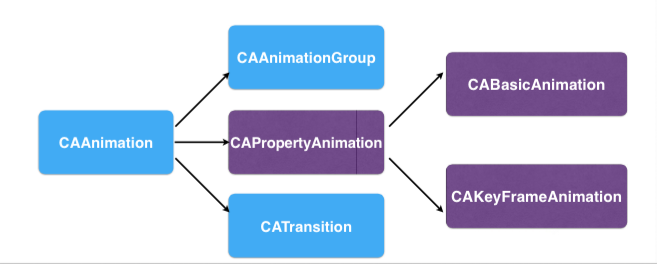 CAAnimation
CAAnimationGroup
CAPropertyAnimation
CATransition
CABasicAnimation
CAKeyFrameAnimation